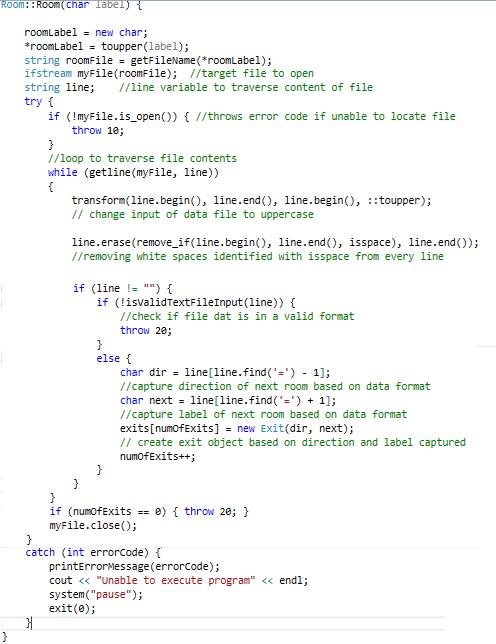 Room::Room(char label) {
roomLabel = new char;
*roomLabel = toupper(label);
string roomFile = getFileName(*roomLabel);
ifstream myFile(roomFile); //target file to open
string line; //line variable to traverse content of file
try {
if (!myFile.is_open()) { //throws error code if unable to locate file
throw 10;
}
//loop to traverse file contents
while (getline(myFile, line))
{
transform(line.begin(), line.end(), line.begin(), ::toupper);
// change input of data file to uppercase
line.erase(remove_if(line.begin(), line.end(), isspace), line.end());
//removing white spaces identified with isspace from every line
if (line != "") {
if (!isValidTextFileInput(line)) {
//check if file dat is in a valid format
throw 20;
}
else {
char dir = line[line.find('=') - 1];
//capture direction of next room based on data format
char next = line[line.find('=') + 1];
//capture label of next room based on data format
exits[numOfExits] = new Exit(dir, next);
// create exit object based on direction and label captured
numOfExits++;
}
}
}
if (numOfExits == 0) { throw 20; }
myFile.close();
}
catch (int errorCode) {
printErrorMessage(errorCode);
cout << "Unable to execute program" << endl;
system("pause");
exit(0);
}
}